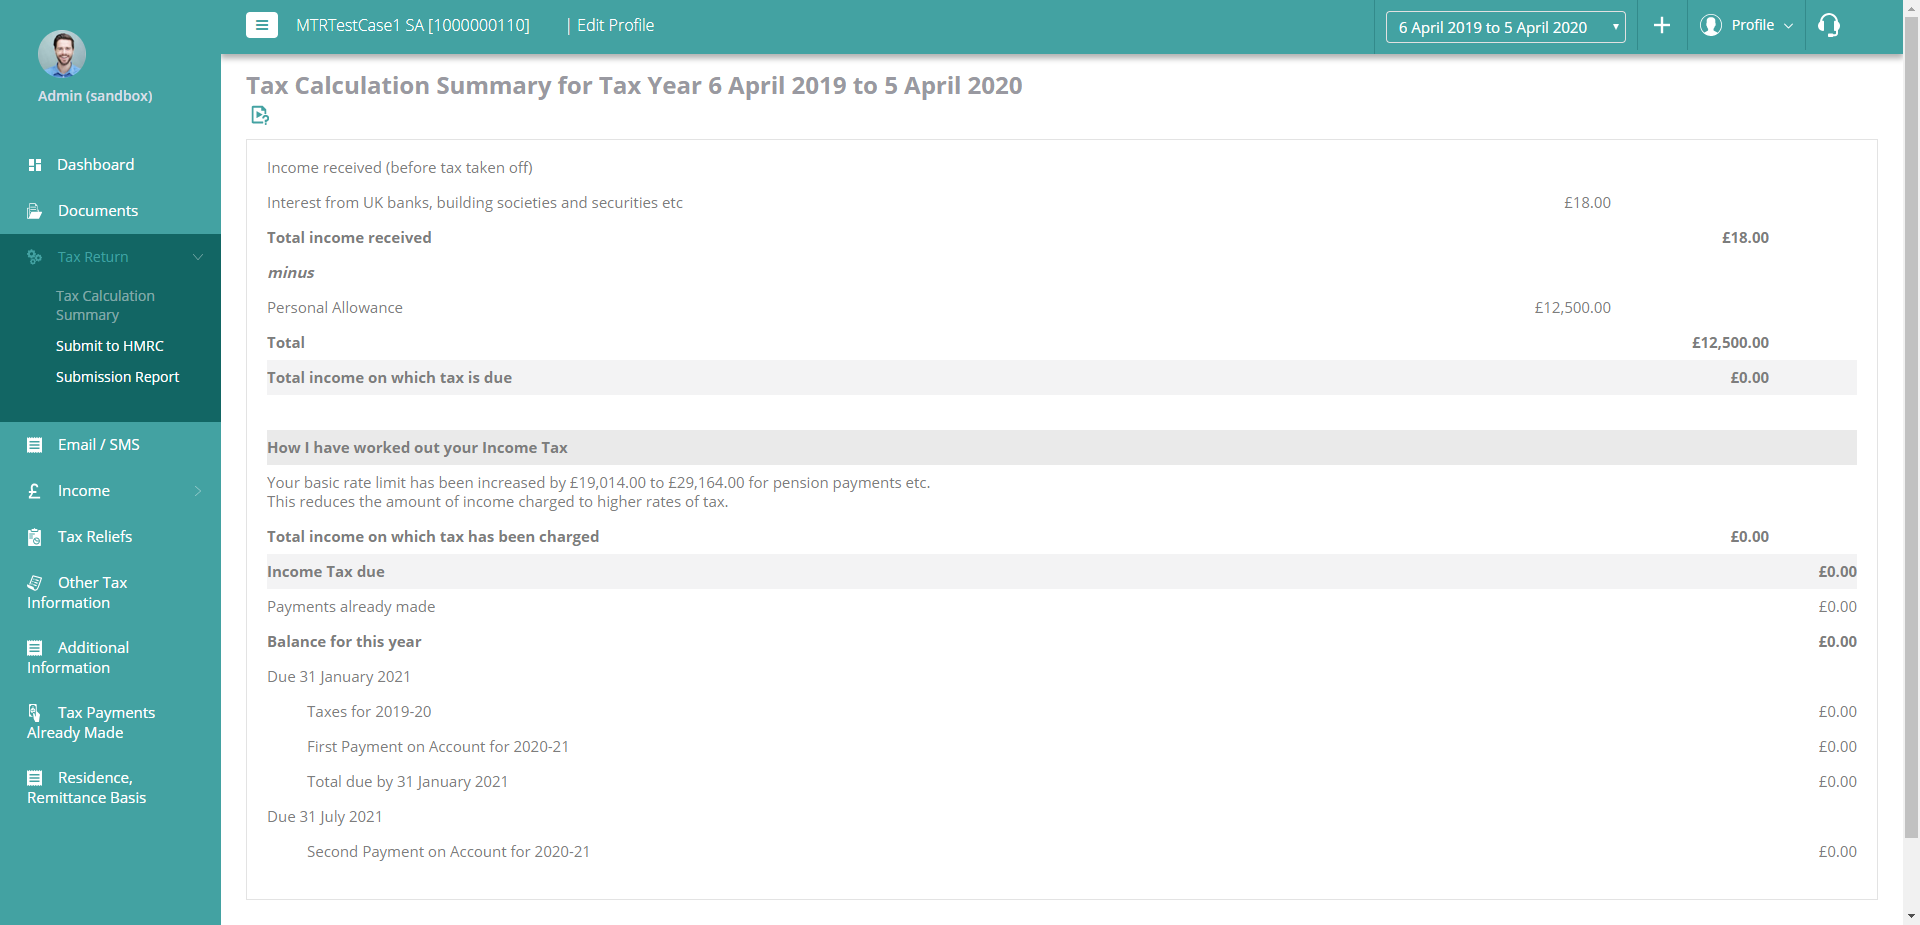 MTRTestCase1 SA [1000000110] | Edit Profile
6 April 2019 to 5 April 2020
Profile
Admin (sandbox)
Dashboard
Documents
Tax Return
Tax Calculation
Summary
Submit to HMRC
Submission Report
Email / SMS
Income
Tax Reliefs
Other Tax
Information
Additional
Information
Tax Payments
Already Made
Residence,
Remittance Basis
Tax Calculation Summary for Tax Year 6 April 2019 to 5 April 2020
Income received (before tax taken off)
Interest from UK banks, building societies and securities etc £18.00
Total income received £18.00
minus
Personal Allowance £12,500.00
Total £12,500.00
Total income on which tax is due £0.00
How I have worked out your Income Tax
Your basic rate limit has been increased by £19,014.00 to £29,164.00 for pension payments etc.
This reduces the amount of income charged to higher rates of tax.
Total income on which tax has been charged £0.00
Income Tax due £0.00
Payments already made £0.00
Balance for this year £0.00
Due 31 January 2021
Taxes for 2019-20 £0.00
First Payment on Account for 2020-21 £0.00
Total due by 31 January 2021 £0.00
Due 31 July 2021
Second Payment on Account for 2020-21 £0.00